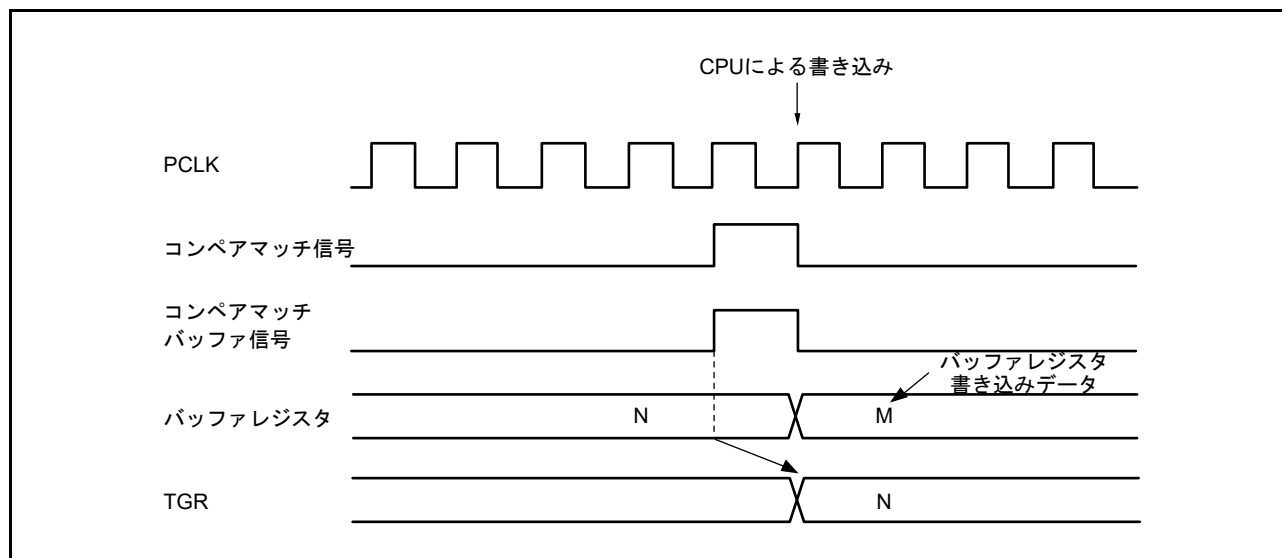 CPUによる書き込み
PCLK
コンペアマッチ信号
コンペアマッチ
バッファ信号
バッファレジスタ
書き込みデータ
バッファレジスタ
N
M
TGR
N